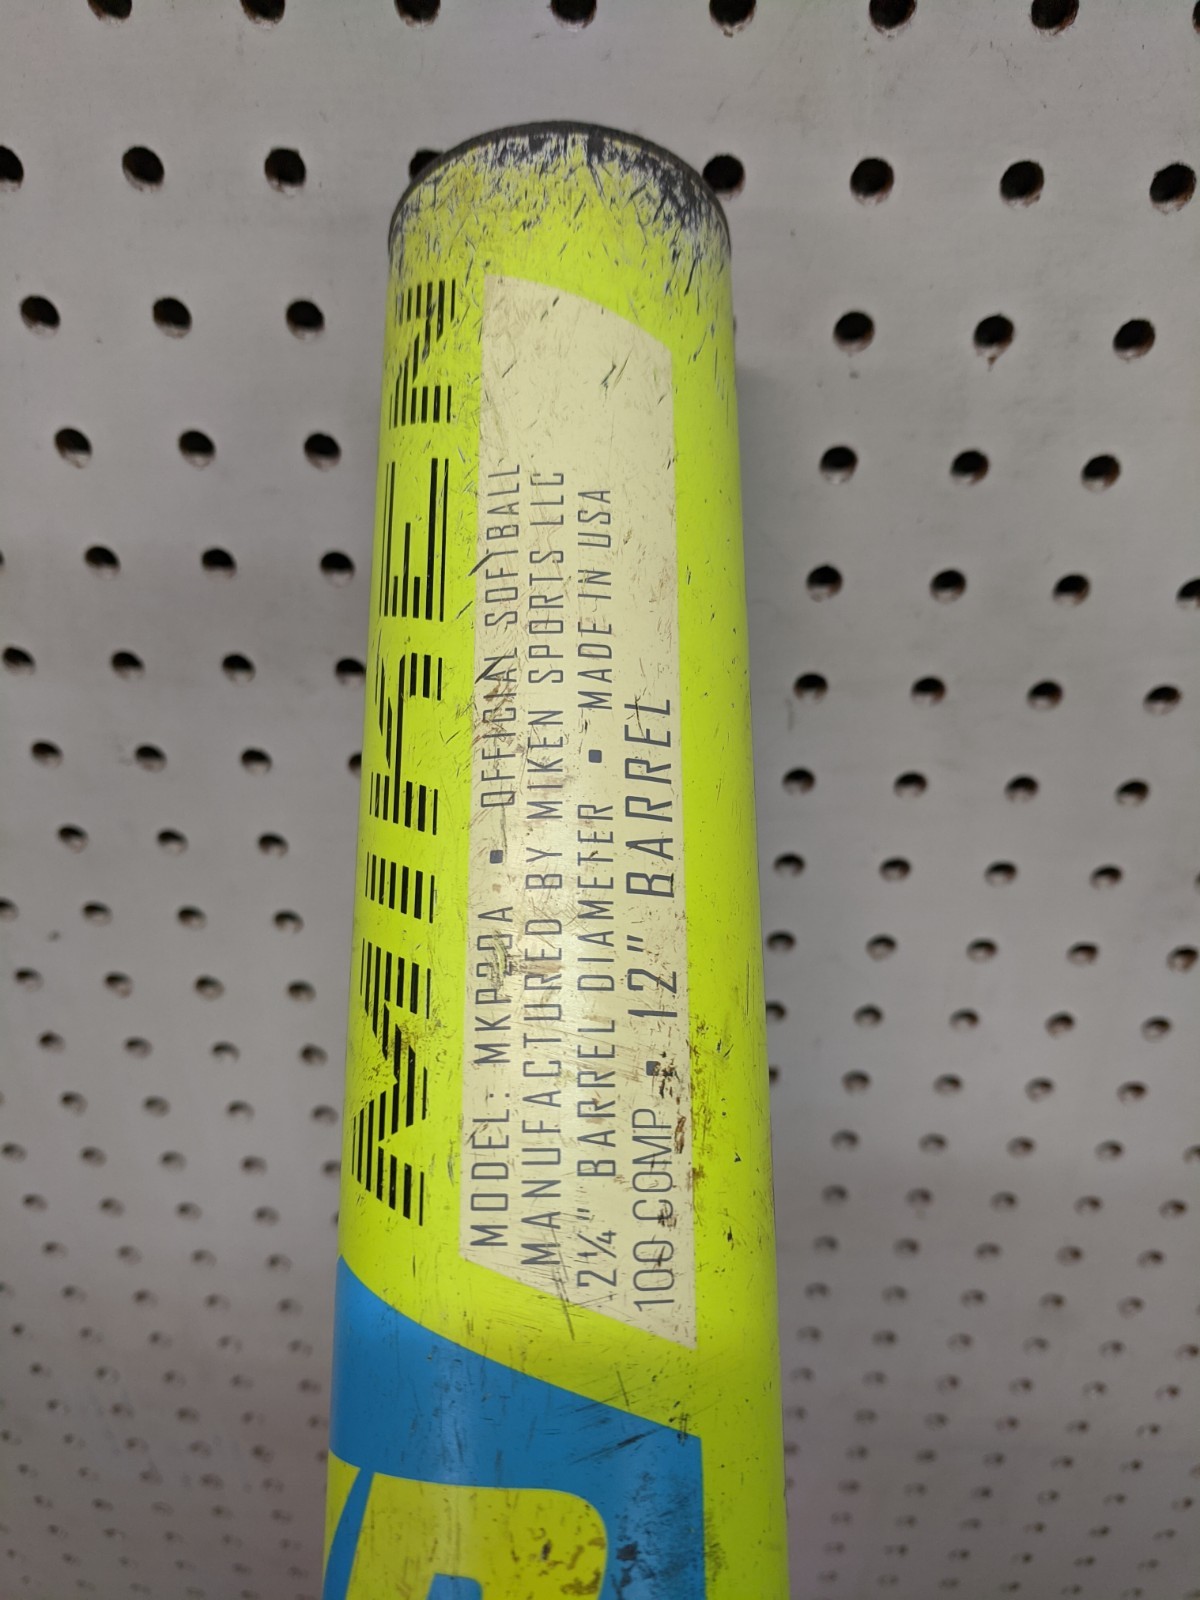 MIKEN
MODEL: MKP20A • OFFICIAL SOFTBALL
MANUFACTURED BY MIKEN SPORTS LLC
2¼" BARREL DIAMETER • MADE IN USA
100 COMP • 12" BARREL